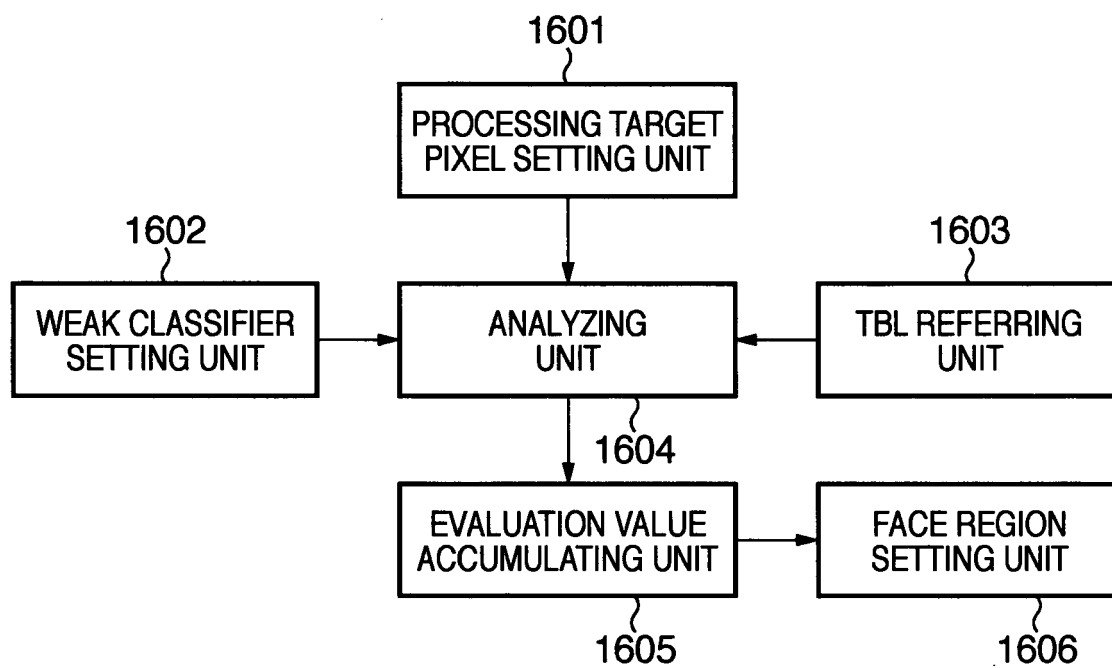 1601
PROCESSING TARGET
PIXEL SETTING UNIT
1602
1603
WEAK CLASSIFIER
SETTING UNIT
ANALYZING
UNIT
TBL REFERRING
UNIT
1604
EVALUATION VALUE
ACCUMULATING UNIT
FACE REGION
SETTING UNIT
1605
1606